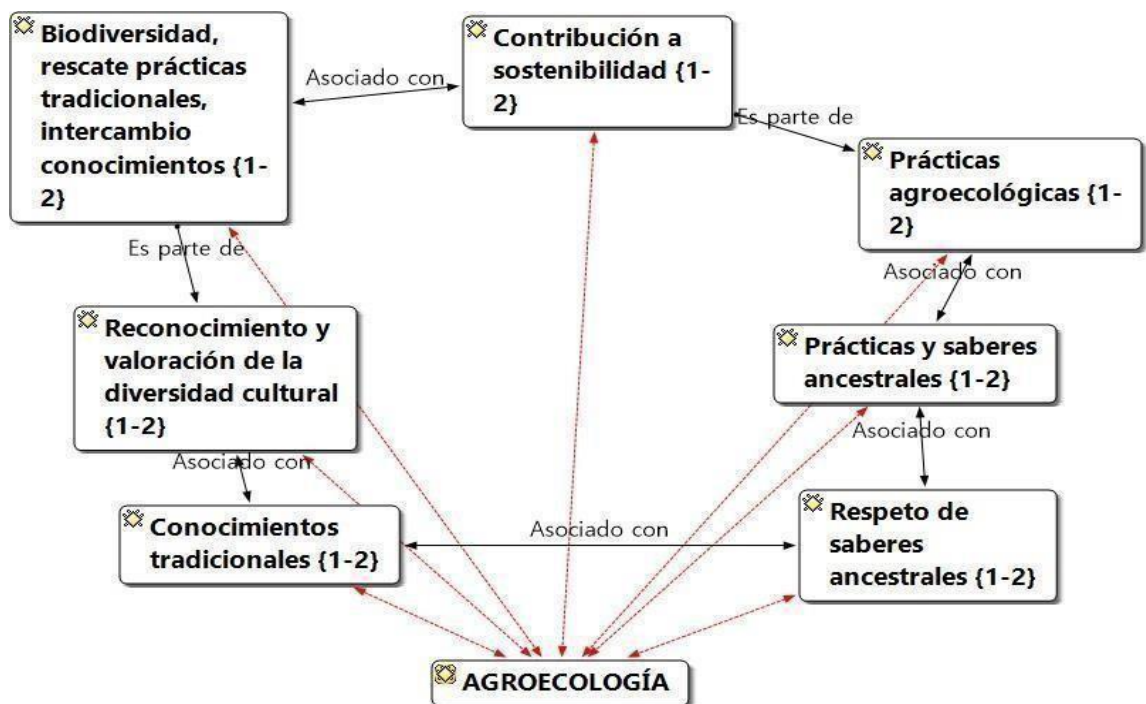 Biodiversidad,
rescate prácticas
tradicionales,
intercambio
conocimientos {1-
2}
Asociado con
Contribución a
sostenibilidad {1-
2}
Es parte de
Prácticas
agroecológicas {1-
2}
Es parte de
Asociado con
Reconocimiento y
valoración de la
diversidad cultural
{1-2}
Prácticas y saberes
ancestrales {1-2}
Asociado con
Asociado con
Conocimientos
tradicionales {1-2}
Asociado con
Respeto de
saberes
ancestrales {1-2}
AGROECOLOGÍA